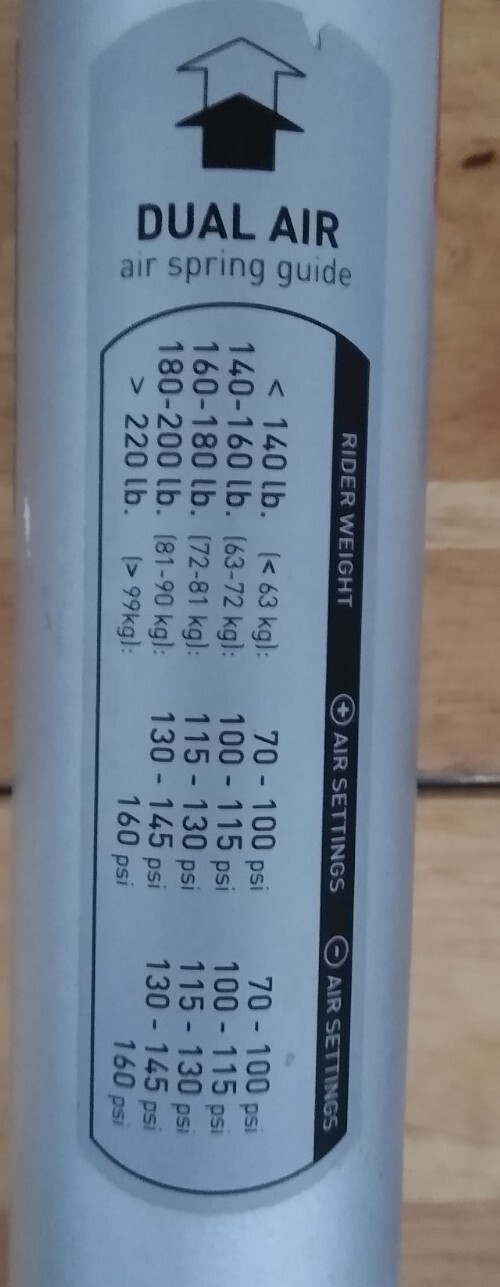 DUAL AIR
air spring guide
RIDER WEIGHT + AIR SETTINGS - AIR SETTINGS
< 140 lb. (< 63 kg): 70 - 100 psi 70 - 100 psi
140-160 lb. (63-72 kg): 100 - 115 psi 100 - 115 psi
160-180 lb. (72-81 kg): 115 - 130 psi 115 - 130 psi
180-200 lb. (81-90 kg): 130 - 145 psi 130 - 145 psi
> 220 lb. (> 99kg): 160 psi 160 psi